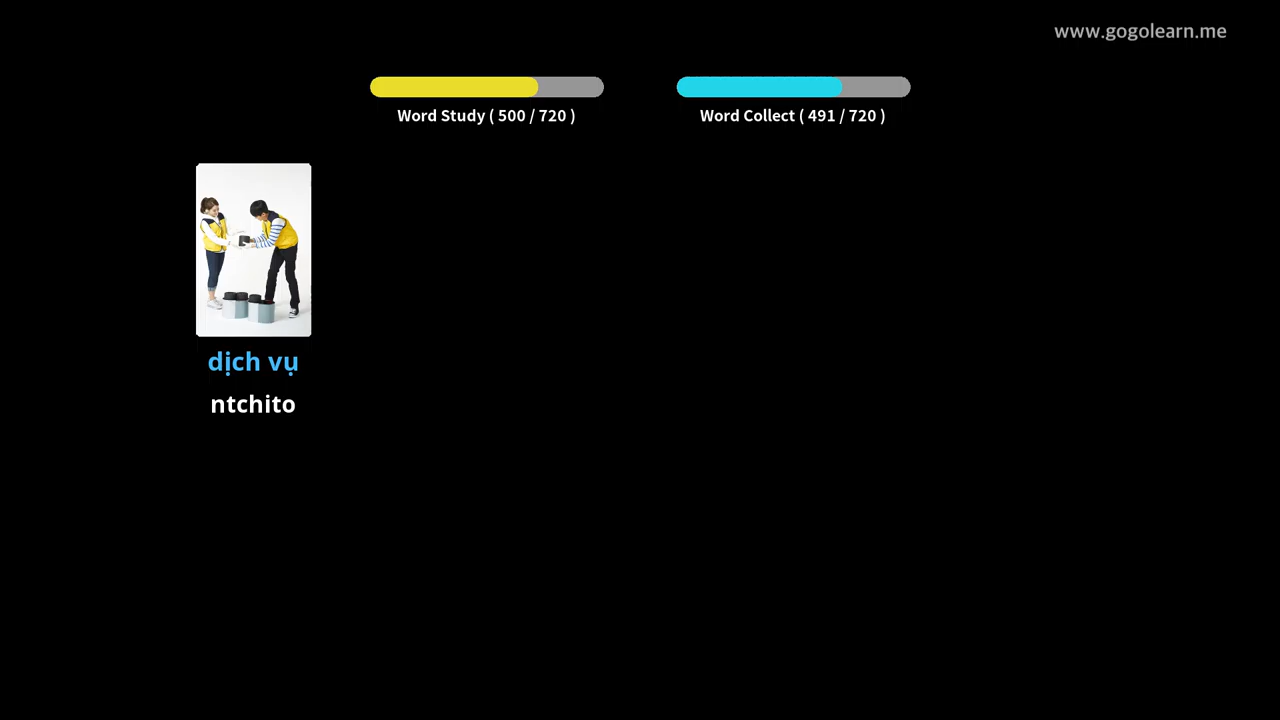 www.gogolearn.me
Word Study ( 500 / 720 )
Word Collect ( 491 / 720 )
dịch vụ
ntchito